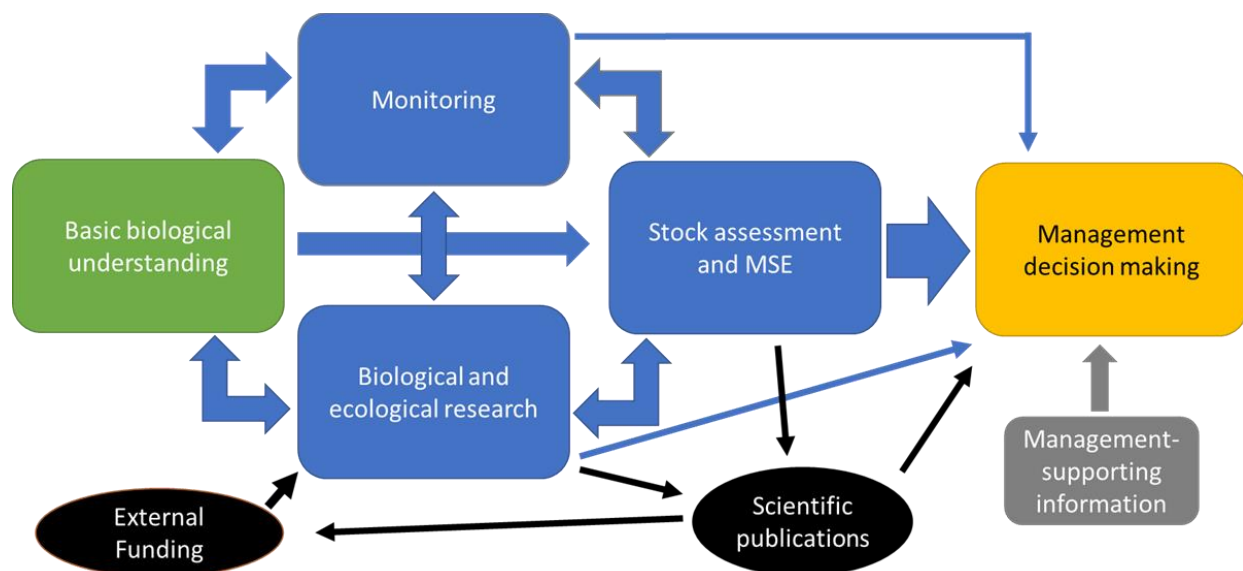 Monitoring
Basic biological
understanding
Stock assessment
and MSE
Management
decision making
Biological and
ecological research
Management-
supporting
information
External
Funding
Scientific
publications